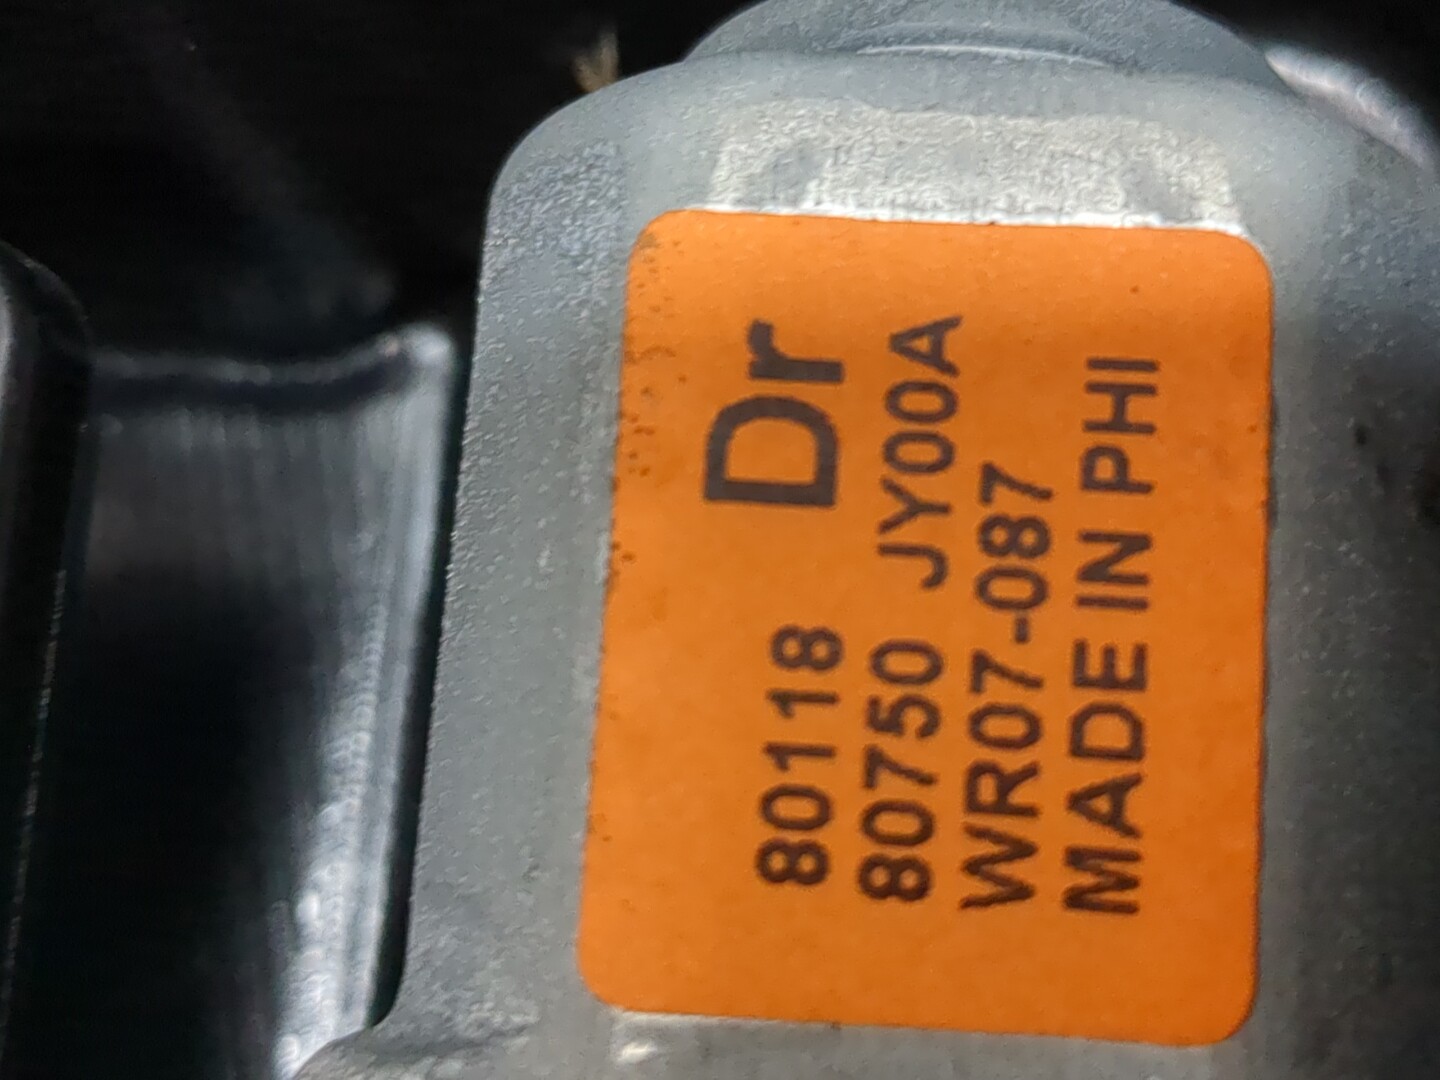 80118 Dr
80750 JY00A
WR07-087
MADE IN PHI